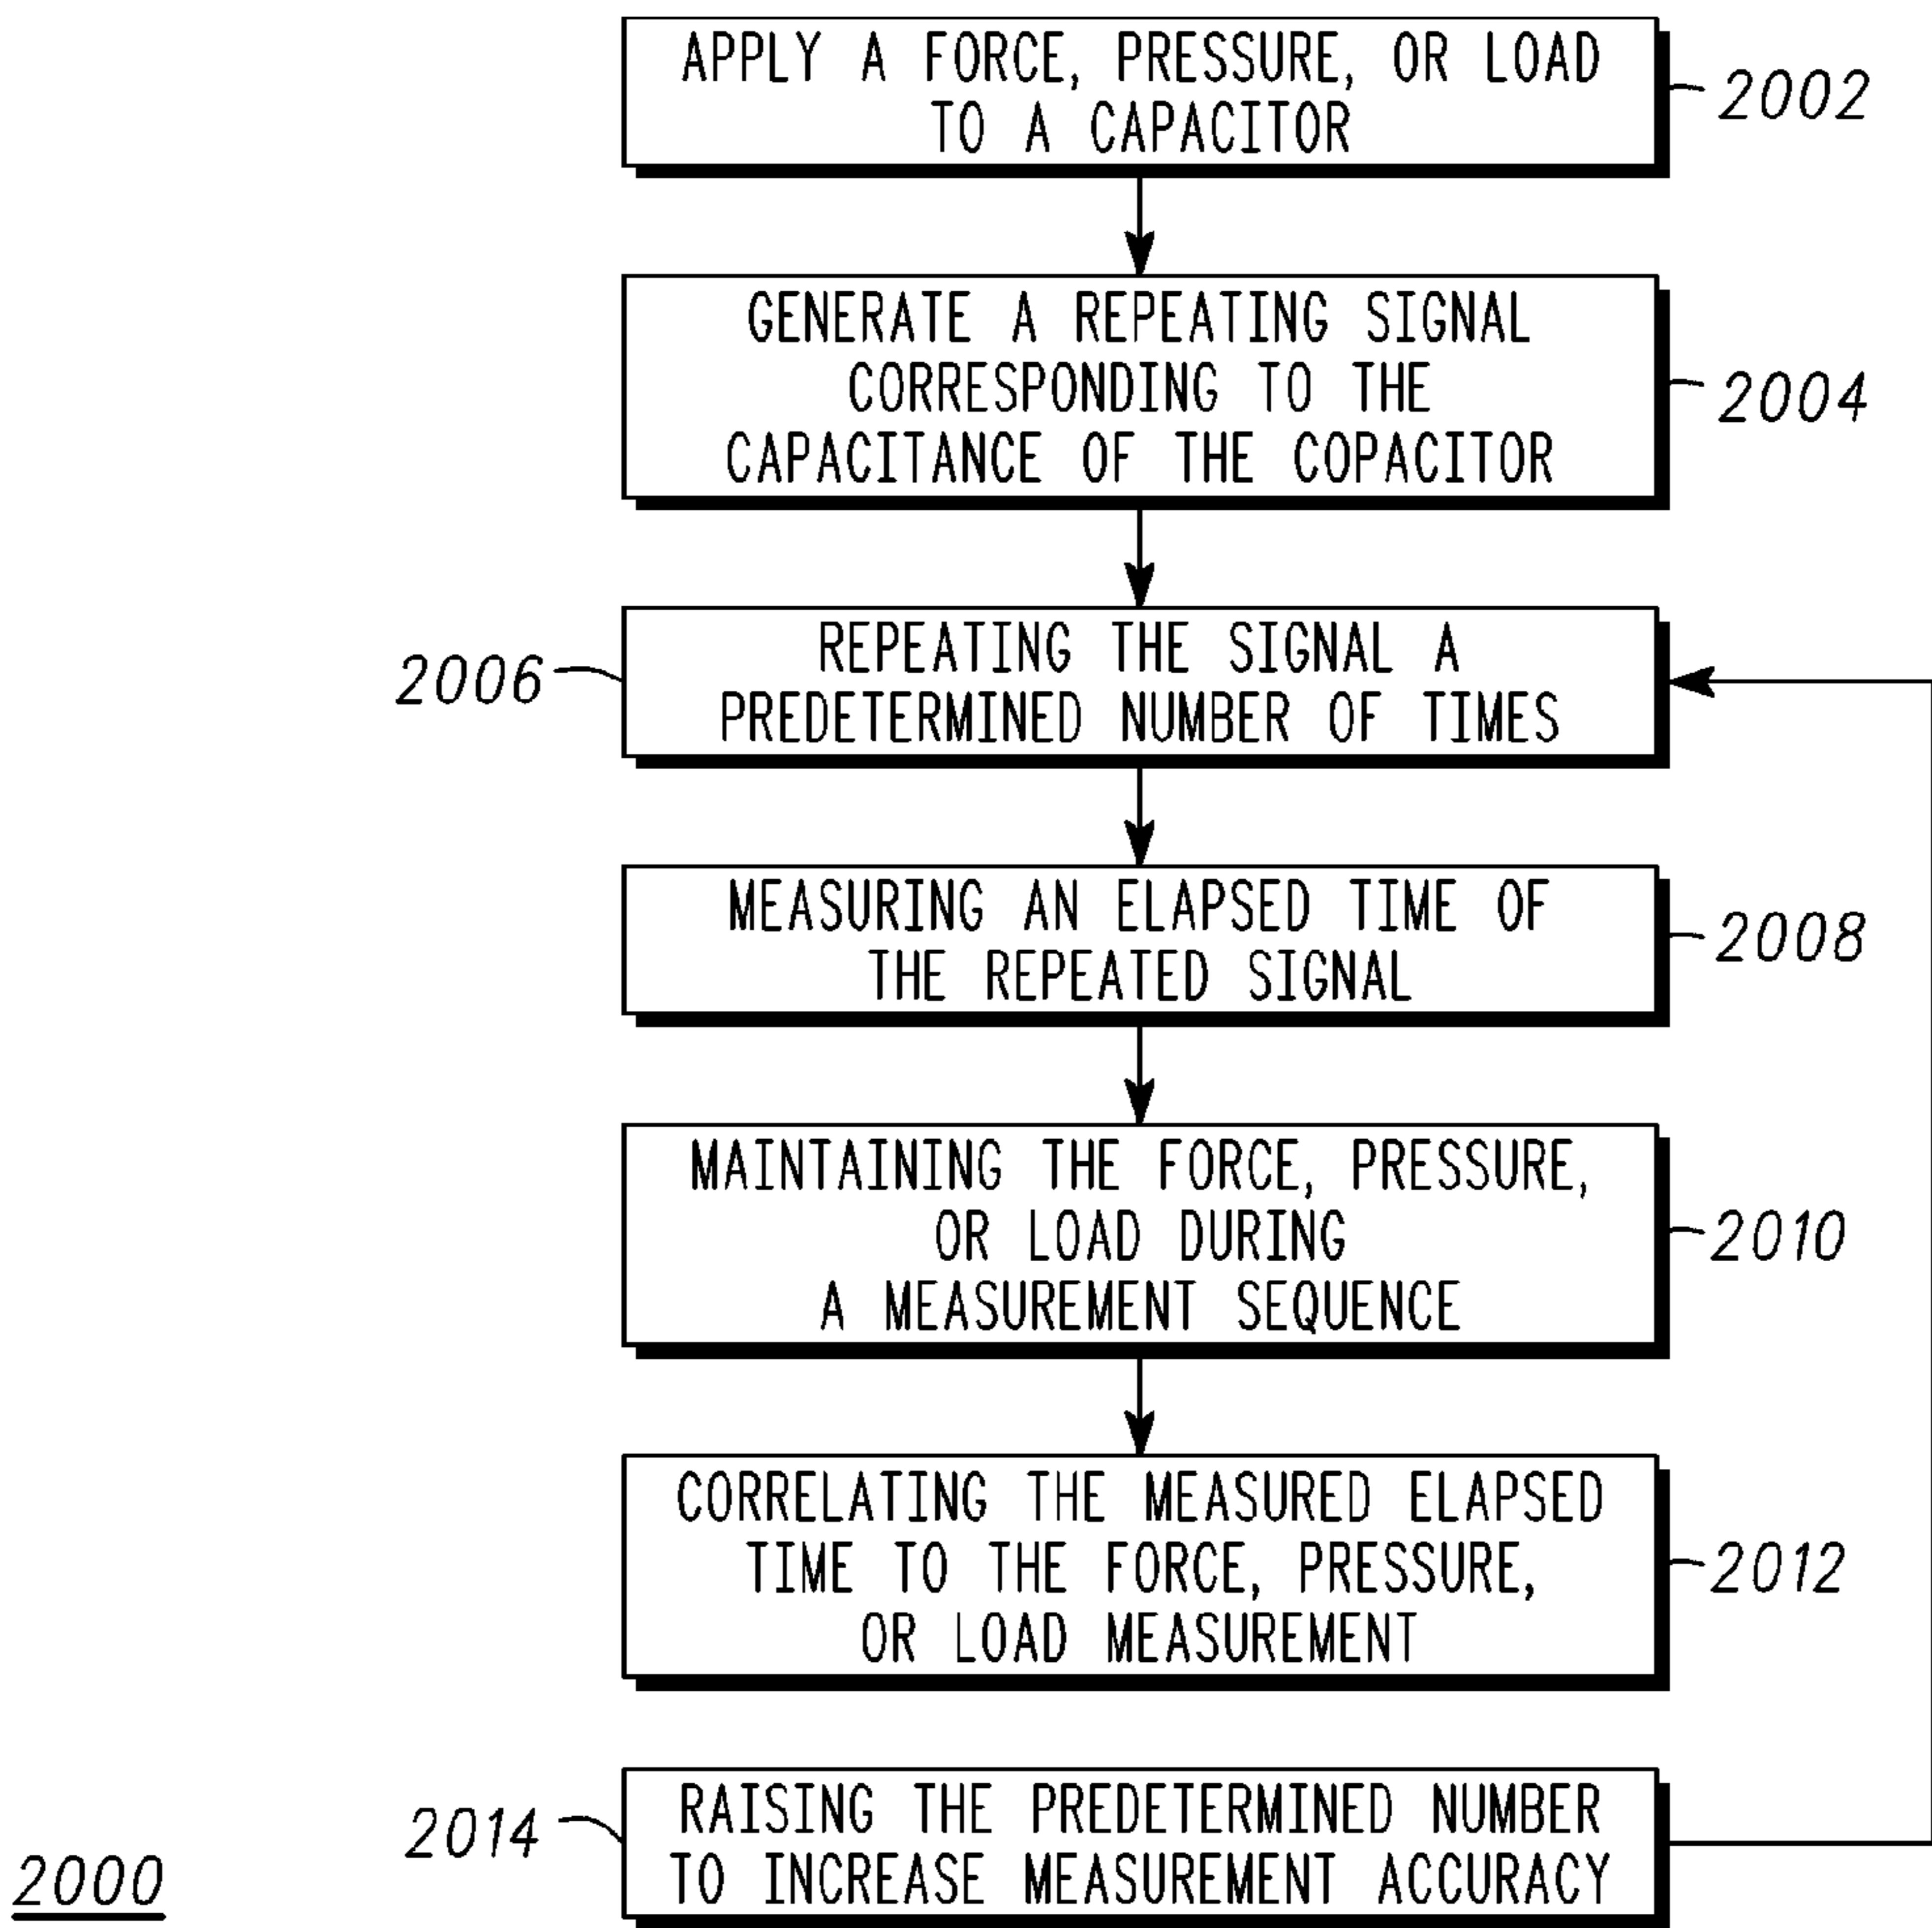 APPLY A FORCE, PRESSURE, OR LOAD
TO A CAPACITOR
2002
GENERATE A REPEATING SIGNAL
CORRESPONDING TO THE
CAPACITANCE OF THE COPACITOR
2004
2006
REPEATING THE SIGNAL A
PREDETERMINED NUMBER OF TIMES
MEASURING AN ELAPSED TIME OF
THE REPEATED SIGNAL
2008
MAINTAINING THE FORCE, PRESSURE,
OR LOAD DURING
A MEASUREMENT SEQUENCE
2010
CORRELATING THE MEASURED ELAPSED
TIME TO THE FORCE, PRESSURE,
OR LOAD MEASUREMENT
2012
2014
RAISING THE PREDETERMINED NUMBER
TO INCREASE MEASUREMENT ACCURACY
2000